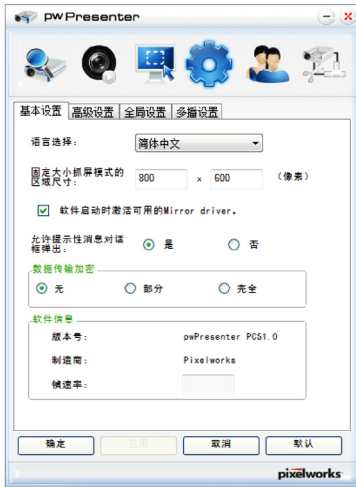 pwPresenter
基本设置 高级设置 全局设置 多播设置
语言选择： 简体中文
固定大小抓屏模式的
区域尺寸： 800 x 600 （像素）
软件启动时激活可用的Mirror driver。
允许提示性消息对话
框弹出： 是 否
数据传输加密
无 部分 完全
软件信息
版本号： pwPresenter PCS1.0
制造商： Pixelworks
帧速率：
确定 应用 取消 默认
pixelworks